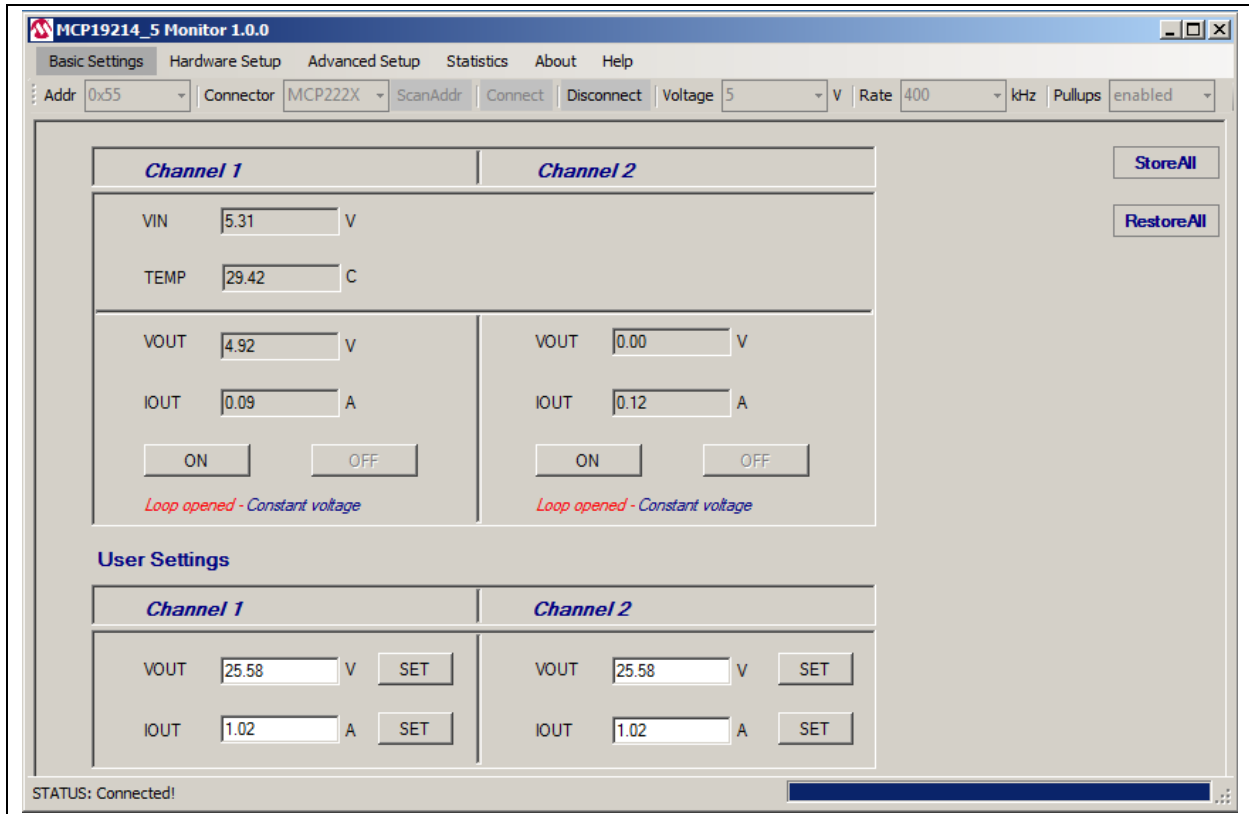 MCP19214_5 Monitor 1.0.0
Basic Settings Hardware Setup Advanced Setup Statistics About Help
Addr 0x55 Connector MCP222X ScanAddr Connect Disconnect Voltage 5 V Rate 400 kHz Pullups enabled
Channel 1 Channel 2 StoreAll
VIN 5.31 V RestoreAll
TEMP 29.42 C
VOUT 4.92 V VOUT 0.00 V
IOUT 0.09 A IOUT 0.12 A
ON OFF ON OFF
Loop opened - Constant voltage Loop opened - Constant voltage
User Settings
Channel 1 Channel 2
VOUT 25.58 V SET VOUT 25.58 V SET
IOUT 1.02 A SET IOUT 1.02 A SET
STATUS: Connected!